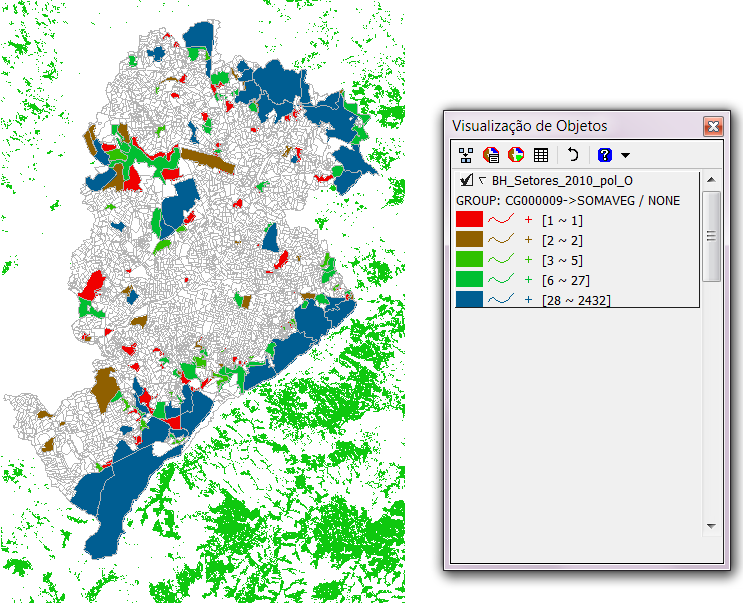 Visualização de Objetos
BH_Setores_2010_pol_O
GROUP: CG000009->SOMAVEG / NONE
[1 ~ 1]
[2 ~ 2]
[3 ~ 5]
[6 ~ 27]
[28 ~ 2432]